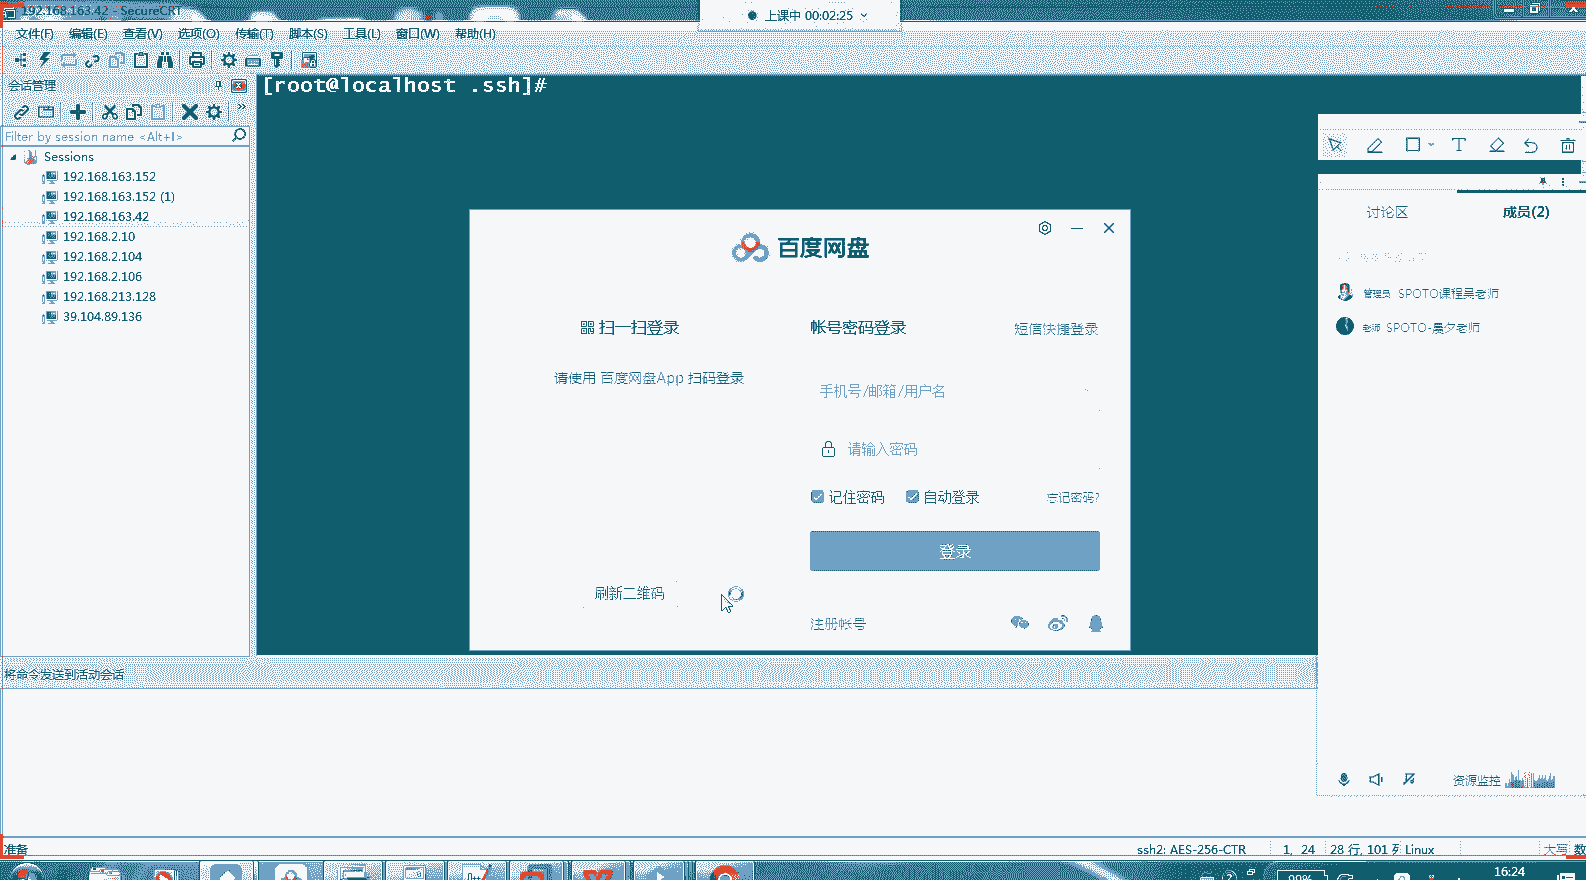 192.168.163.42 - SecureCRT
上课中 00:02:25
文件(F) 编辑(E) 查看(V) 选项(O) 传输(T) 脚本(S) 工具(L) 窗口(W) 帮助(H)
会话管理
[root@localhost .ssh]#
Filter by session name <Alt+I>
Sessions
192.168.163.152
192.168.163.152 (1)
192.168.163.42
192.168.2.10
192.168.2.104
192.168.2.106
192.168.213.128
39.104.89.136
百度网盘
扫一扫登录
请使用 百度网盘App 扫码登录
刷新二维码
帐号密码登录 短信快捷登录
手机号/邮箱/用户名
请输入密码
记住密码 自动登录 忘记密码?
登录
注册帐号
讨论区 成员(2)
管理员 SPOTO课程吴老师
老师 SPOTO-晨夕老师
资源监控
将命令发送到活动会话
准备
ssh2: AES-256-CTR 1, 24 28 行, 101 列 Linux 大写 数
99% 16:24